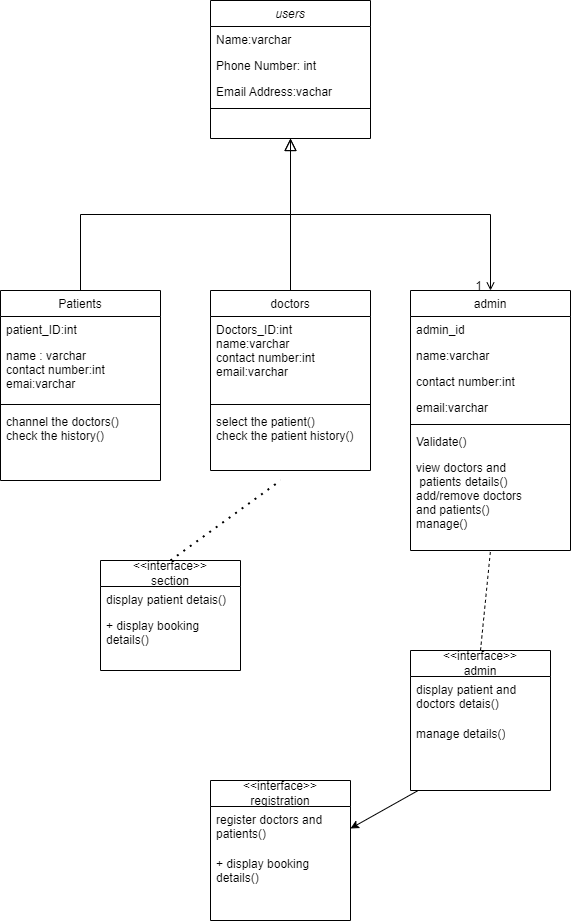 users
Name:varchar
Phone Number: int
Email Address:vachar
1
Patients
patient_ID:int
name : varchar
contact number:int
emai:varchar
channel the doctors()
check the history()
doctors
Doctors_ID:int
name:varchar
contact number:int
email:varchar
select the patient()
check the patient history()
admin
admin_id
name:varchar
contact number:int
email:varchar
Validate()
view doctors and
patients details()
add/remove doctors
and patients()
manage()
<<interface>>
section
display patient detais()
+ display booking
details()
<<interface>>
admin
display patient and
doctors detais()
manage details()
<<interface>>
registration
register doctors and
patients()
+ display booking
details()